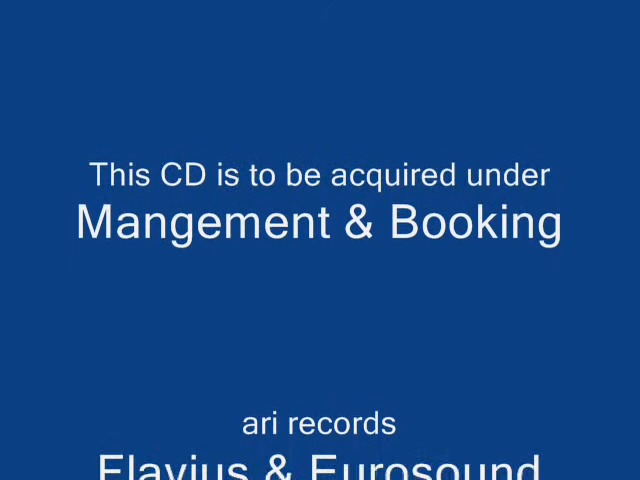 This CD is to be acquired under
Mangement & Booking
ari records
Flavius & Eurosound